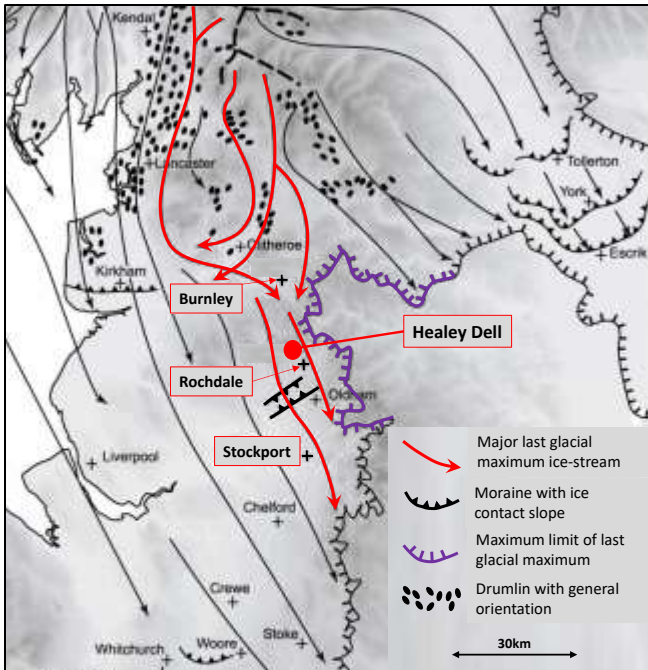 Kendal
Lancaster
Tollerton
York
Escrik
Clitheroe
Kirkham
Burnley
Healey Dell
Rochdale
Oldham
Stockport
Liverpool
Chelford
Crewe
Whitchurch
Woore
Stoke
Major last glacial
maximum ice-stream
Moraine with ice
contact slope
Maximum limit of last
glacial maximum
Drumlin with general
orientation
30km